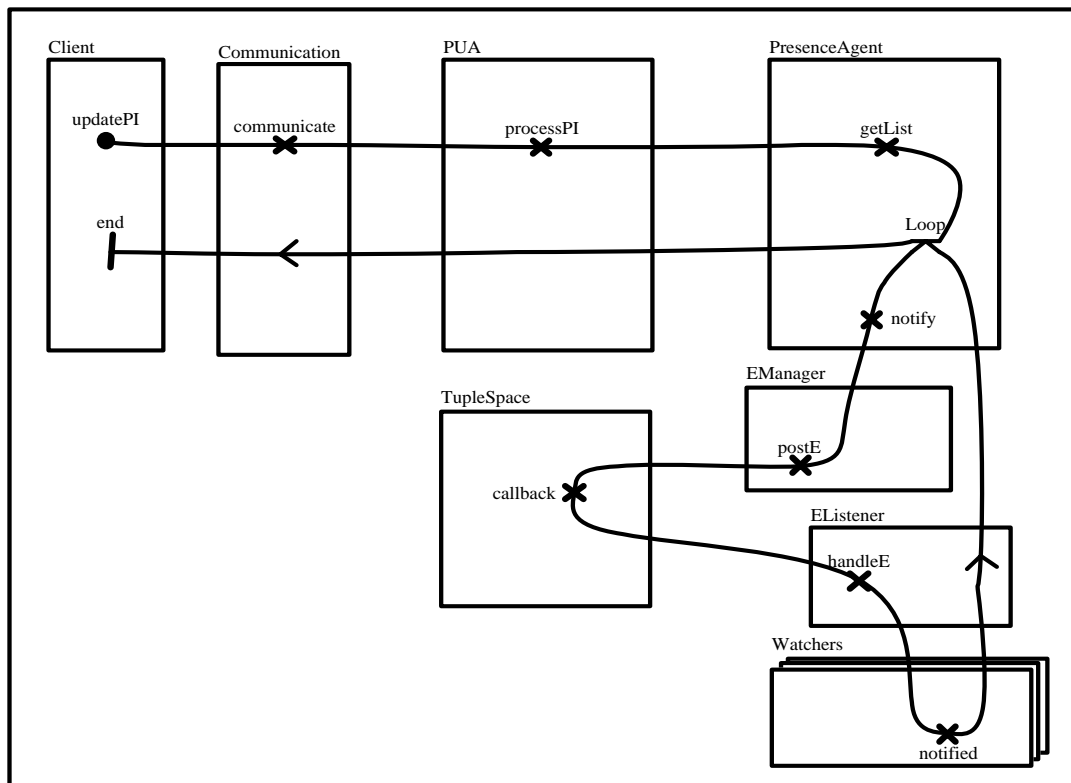 Client
Communication
PUA
PresenceAgent
updatePI
communicate
processPI
getList
end
Loop
notify
EManager
TupleSpace
postE
callback
EListener
handleE
Watchers
notified